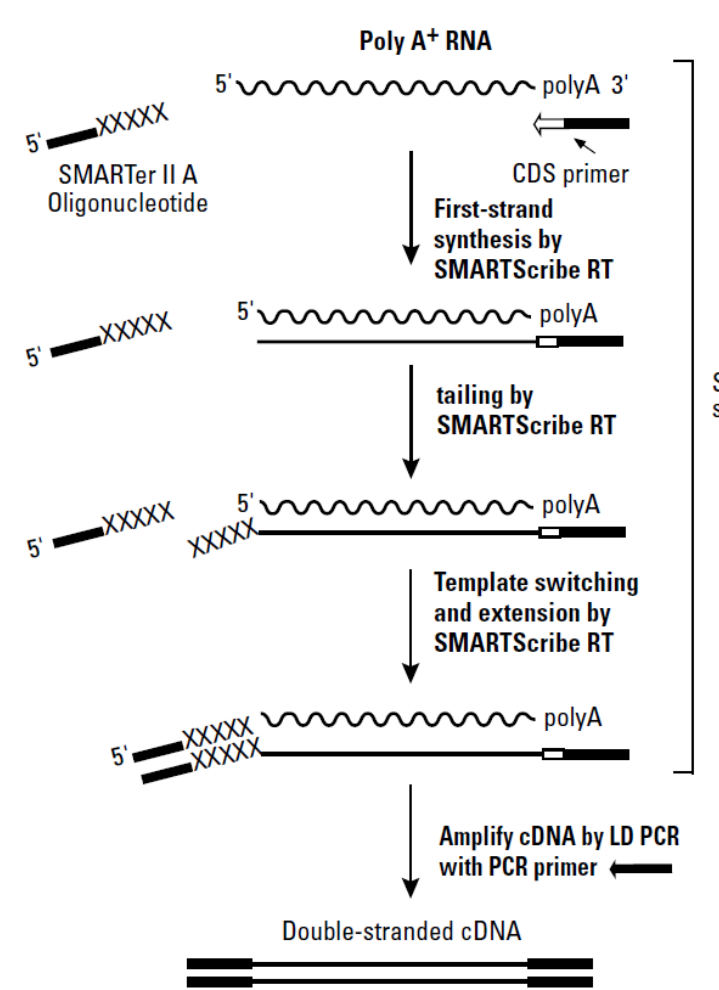 Poly A+ RNA
5' polyA 3'
5' XXXXX
SMARTer II A
Oligonucleotide
CDS primer
First-strand
synthesis by
SMARTScribe RT
5' polyA
5' XXXXX
tailing by
SMARTScribe RT
5' polyA
5' XXXXX
XXXXX
Template switching
and extension by
SMARTScribe RT
polyA
5' XXXXX
XXXXX
Amplify cDNA by LD PCR
with PCR primer
Double-stranded cDNA